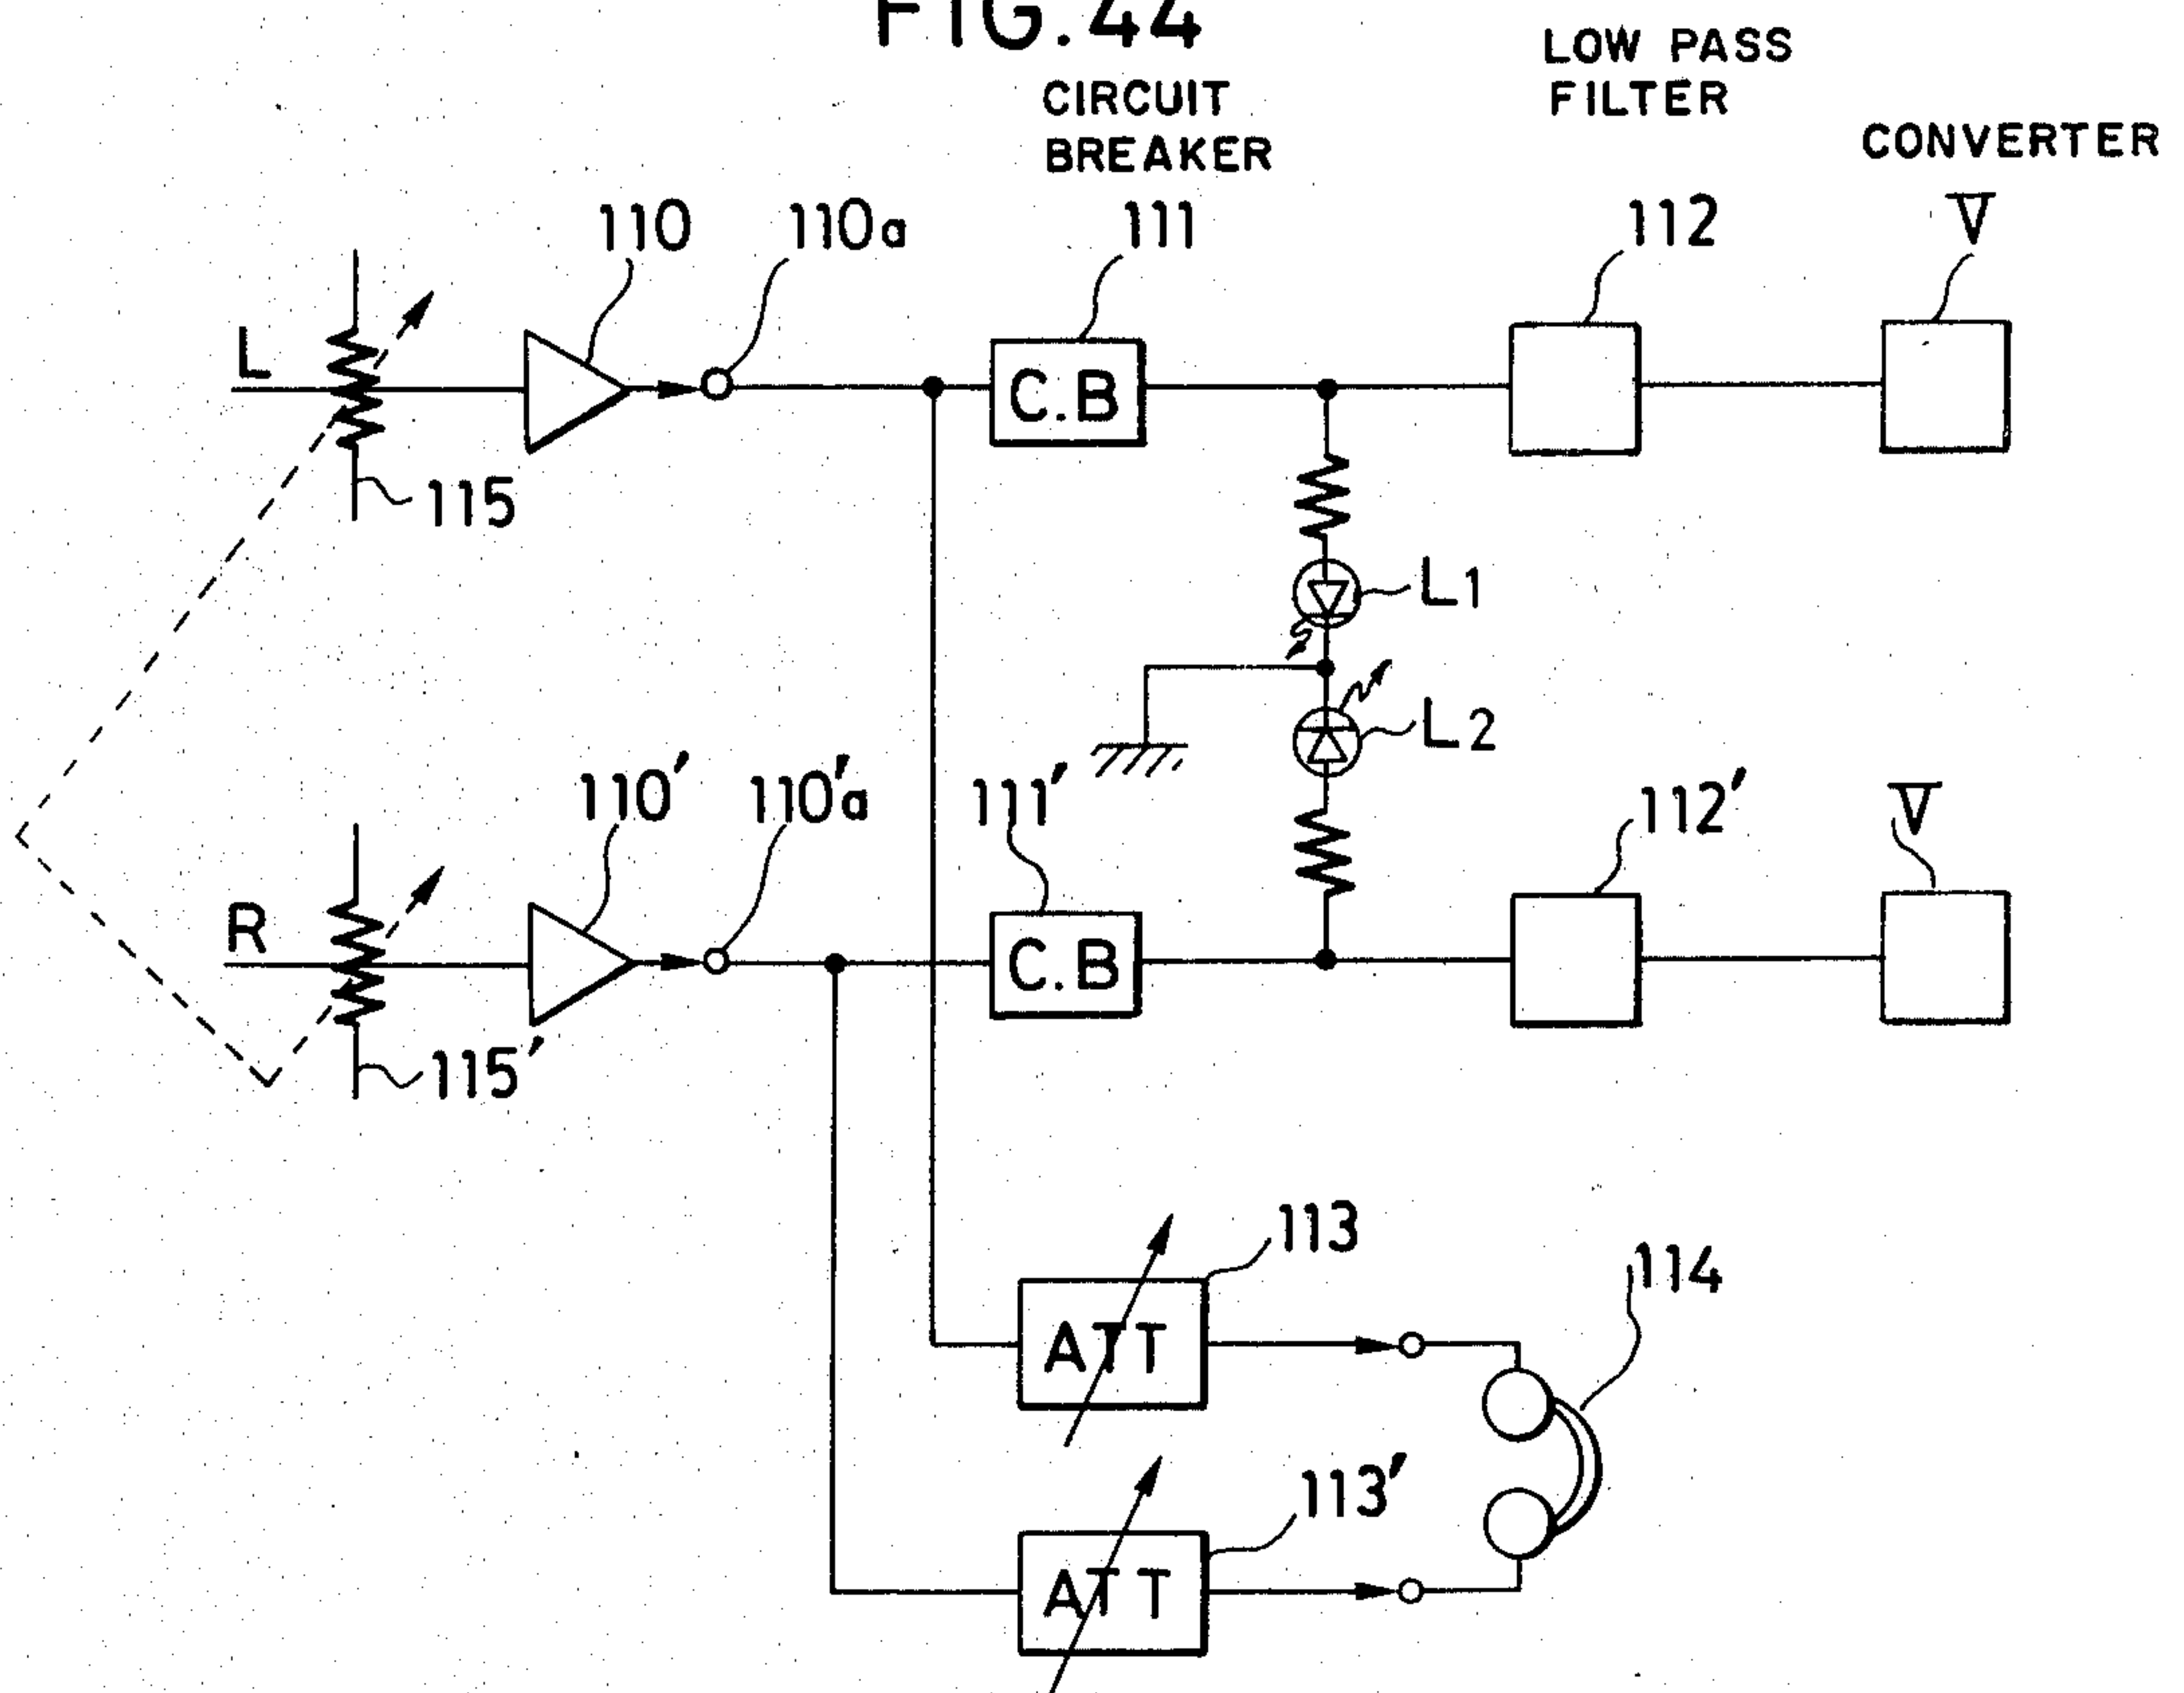 FIG.44
LOW PASS
FILTER
CIRCUIT
BREAKER
CONVERTER
110
110a
111
112
V
L
C.B
115
L1
L2
110'
110'a
111'
112'
V
R
C.B
115'
113
114
ATT
113'
ATT